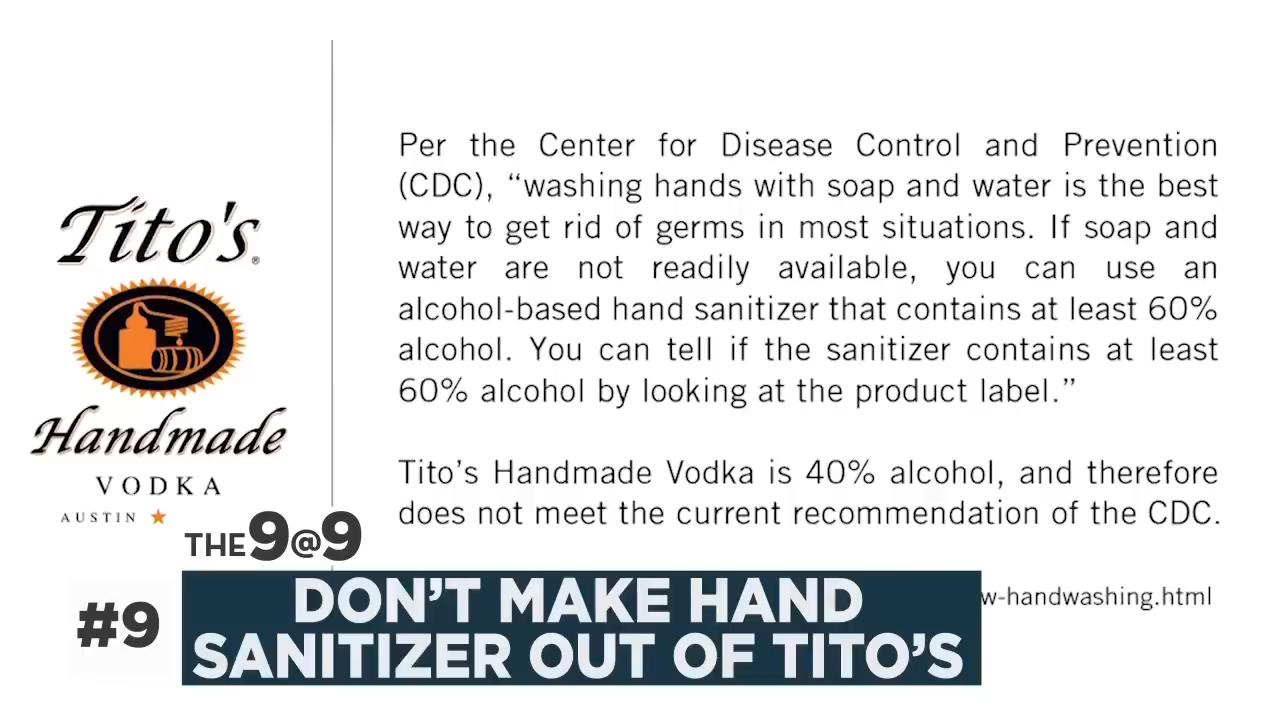 Tito's®
Handmade
VODKA
AUSTIN
Per the Center for Disease Control and Prevention
(CDC), “washing hands with soap and water is the best
way to get rid of germs in most situations. If soap and
water are not readily available, you can use an
alcohol-based hand sanitizer that contains at least 60%
alcohol. You can tell if the sanitizer contains at least
60% alcohol by looking at the product label.”
Tito’s Handmade Vodka is 40% alcohol, and therefore
does not meet the current recommendation of the CDC.
w-handwashing.html
THE9@9
#9
DON’T MAKE HAND
SANITIZER OUT OF TITO’S